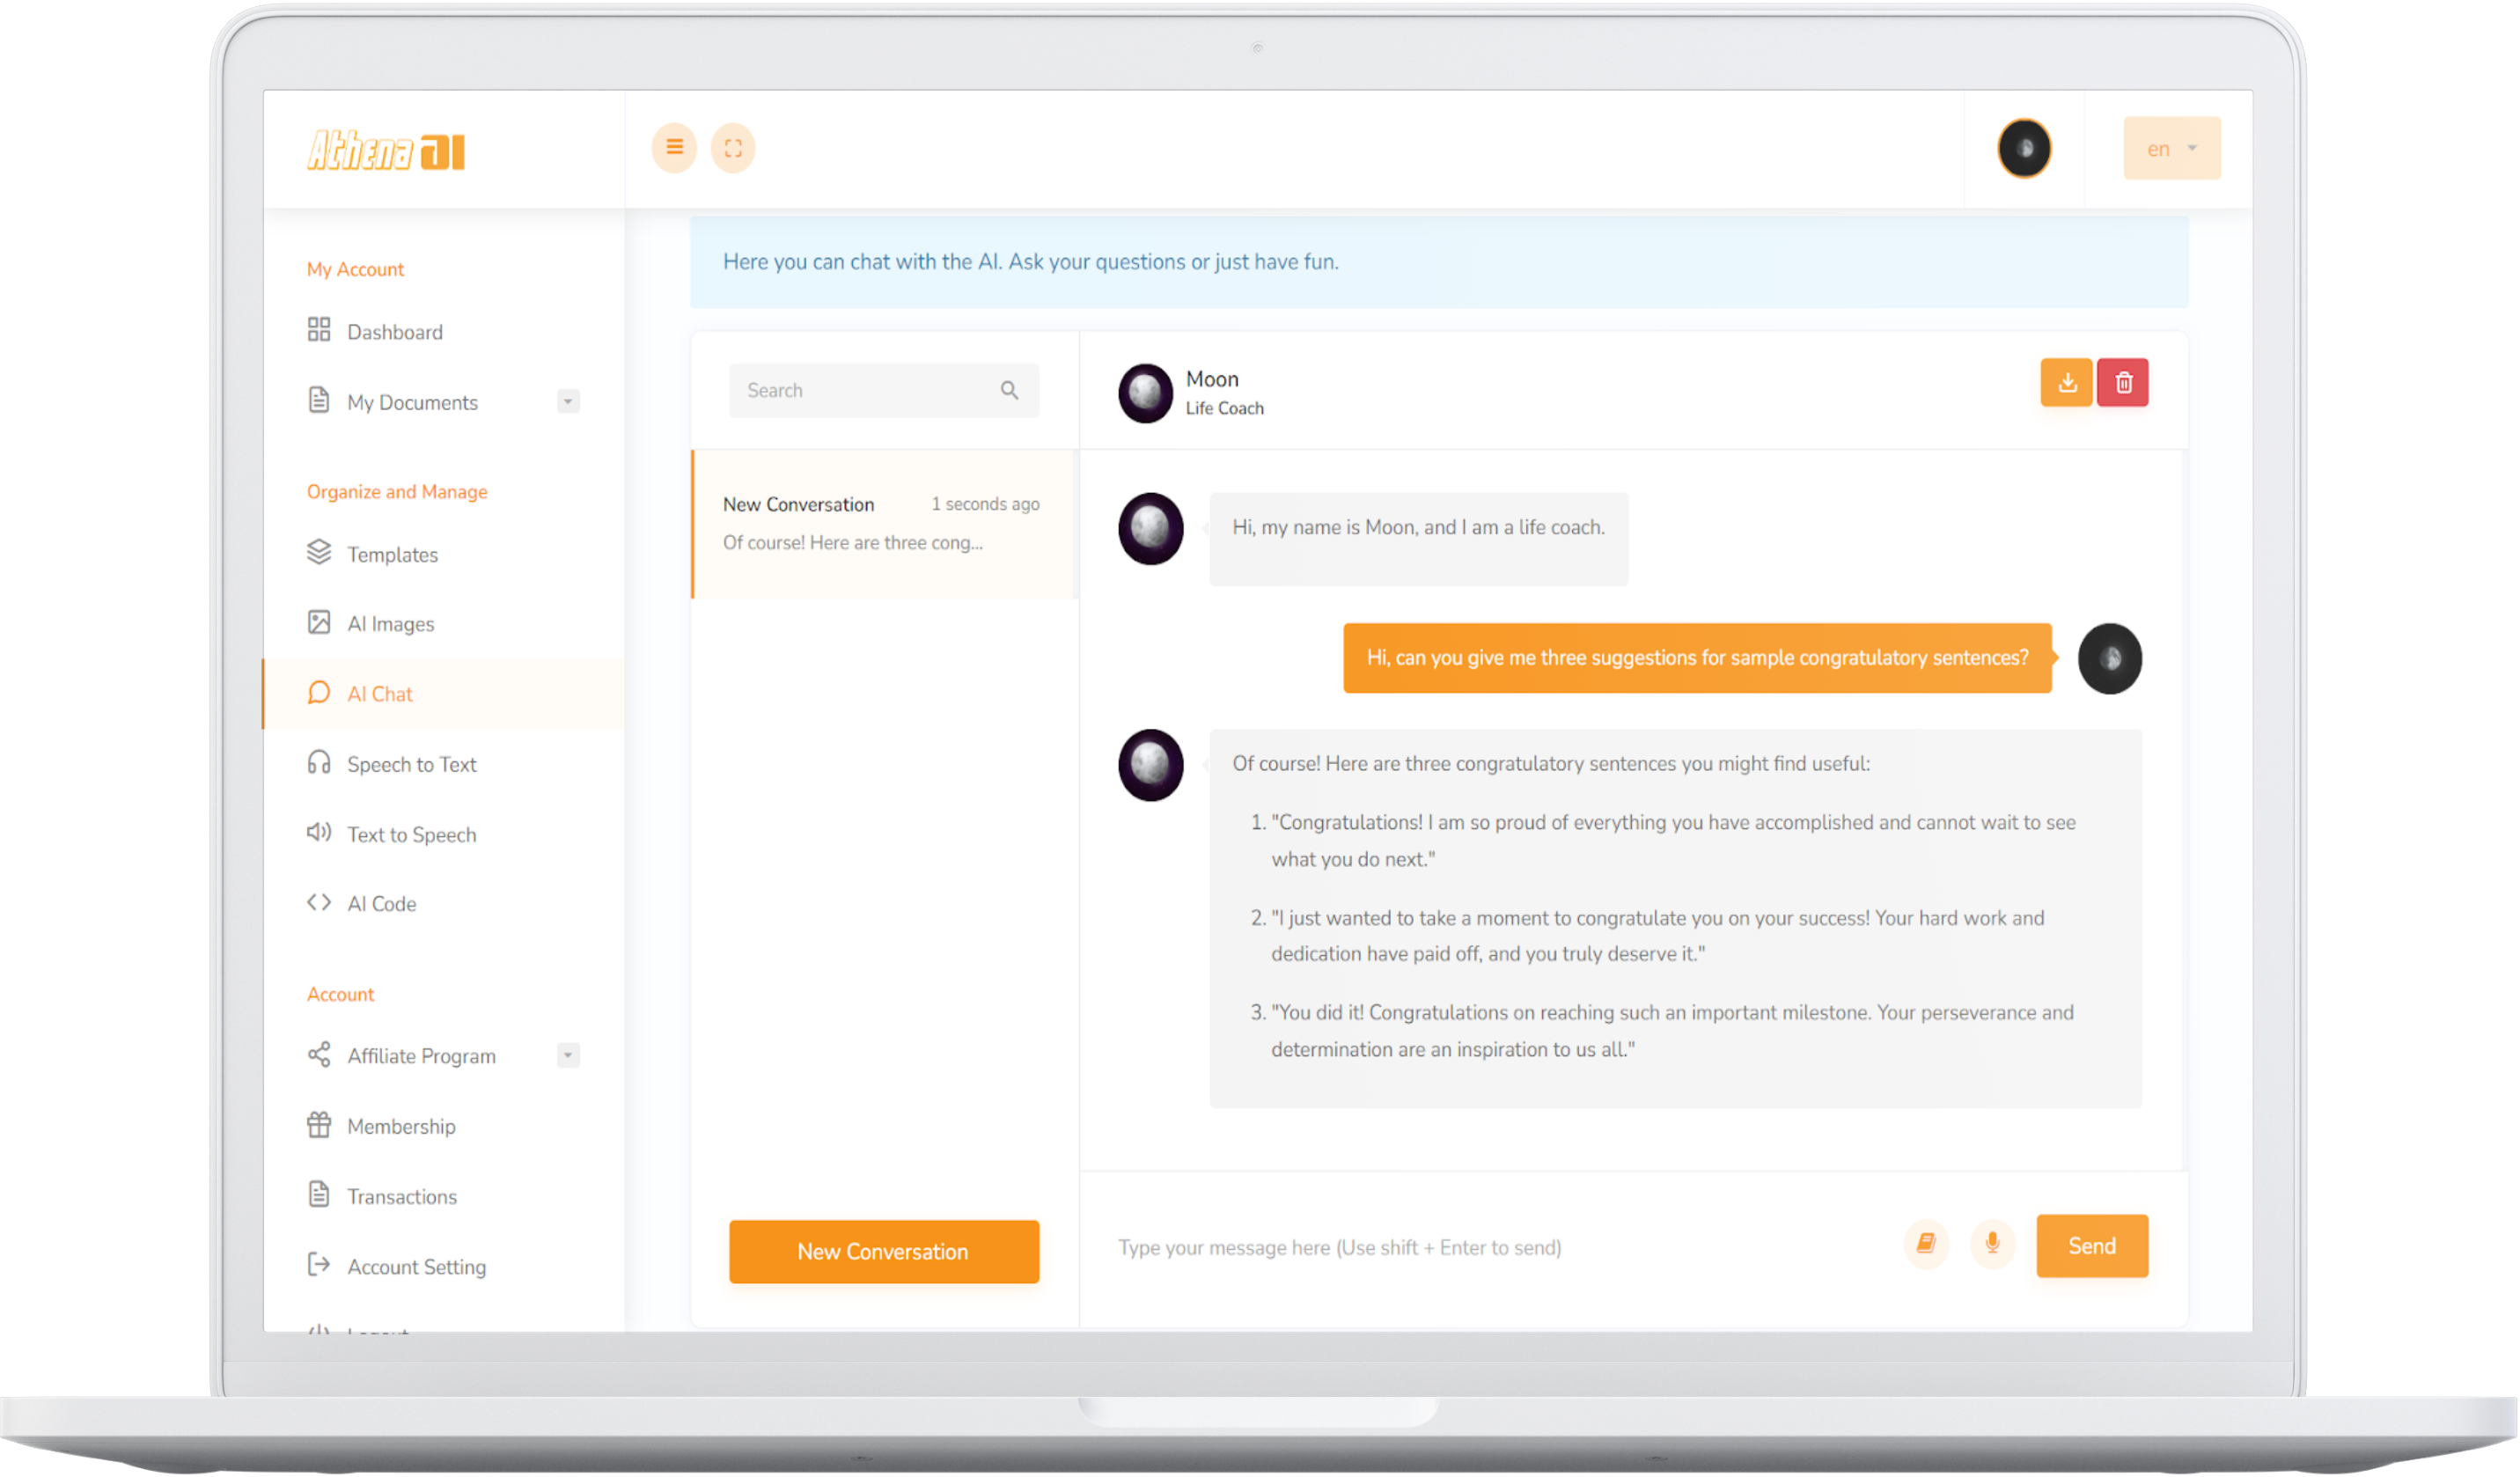 Athena AI
en
My Account
Dashboard
My Documents
Organize and Manage
Templates
AI Images
AI Chat
Speech to Text
Text to Speech
AI Code
Account
Affiliate Program
Membership
Transactions
Account Setting
Logout
Here you can chat with the AI. Ask your questions or just have fun.
Search
New Conversation 1 seconds ago
Of course! Here are three cong...
New Conversation
Moon
Life Coach
Hi, my name is Moon, and I am a life coach.
Hi, can you give me three suggestions for sample congratulatory sentences?
Of course! Here are three congratulatory sentences you might find useful:
1. "Congratulations! I am so proud of everything you have accomplished and cannot wait to see
what you do next."
2. "I just wanted to take a moment to congratulate you on your success! Your hard work and
dedication have paid off, and you truly deserve it."
3. "You did it! Congratulations on reaching such an important milestone. Your perseverance and
determination are an inspiration to us all."
Type your message here (Use shift + Enter to send)
Send